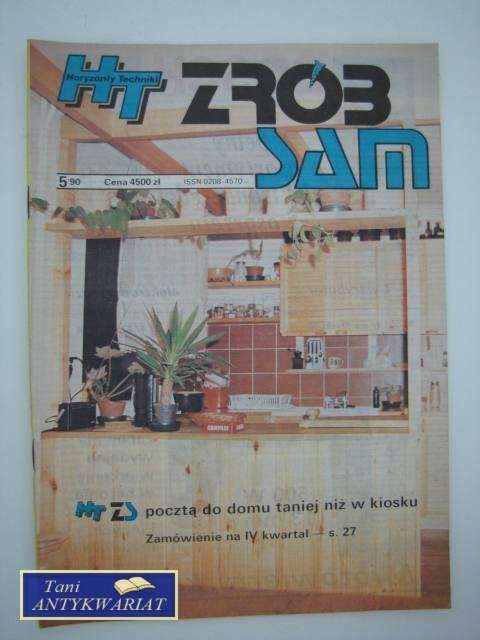 HT
Horyzonty Techniki
ZRÓB
SAM
5'90 Cena 4500 zł ISSN 0208-4570
HT ZS pocztą do domu taniej niż w kiosku
Zamówienie na IV kwartał — s. 27
Tani
ANTYKWARIAT